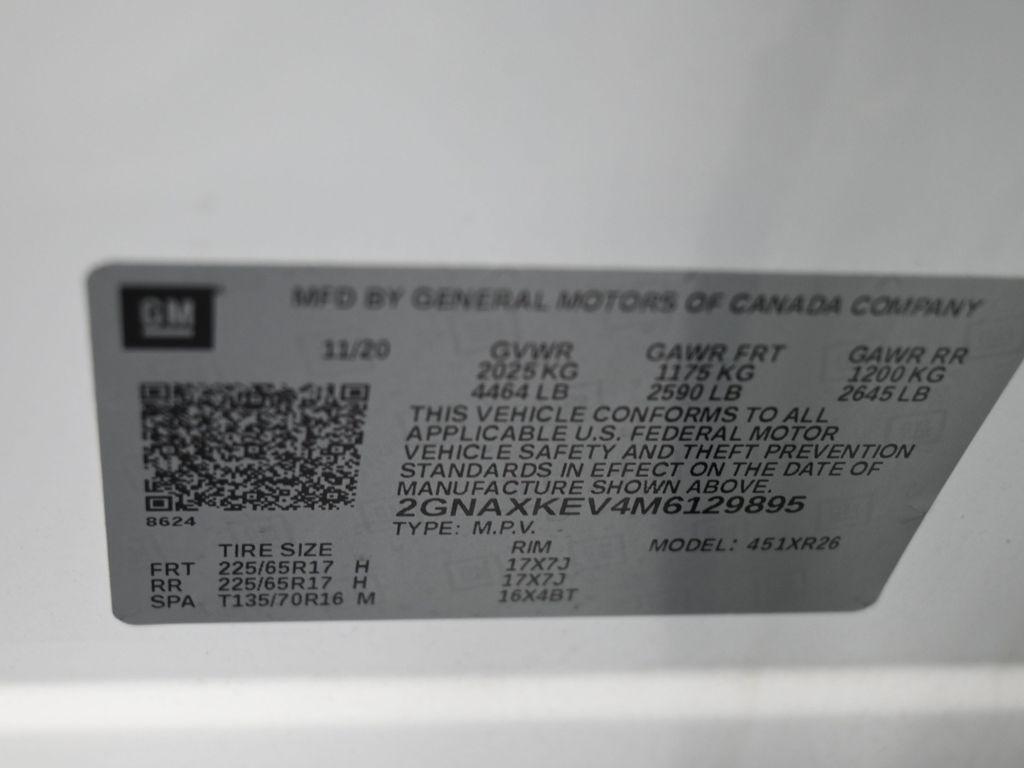 GM
MFD BY GENERAL MOTORS OF CANADA COMPANY
11/20 GVWR GAWR FRT GAWR RR
2025 KG 1175 KG 1200 KG
4464 LB 2590 LB 2645 LB
THIS VEHICLE CONFORMS TO ALL
APPLICABLE U.S. FEDERAL MOTOR
VEHICLE SAFETY AND THEFT PREVENTION
STANDARDS IN EFFECT ON THE DATE OF
MANUFACTURE SHOWN ABOVE.
2GNAXKEV4M6129895
8624
TYPE: M.P.V.
TIRE SIZE RIM MODEL: 451XR26
FRT 225/65R17 H 17X7J
RR 225/65R17 H 17X7J
SPA T135/70R16 M 16X4BT